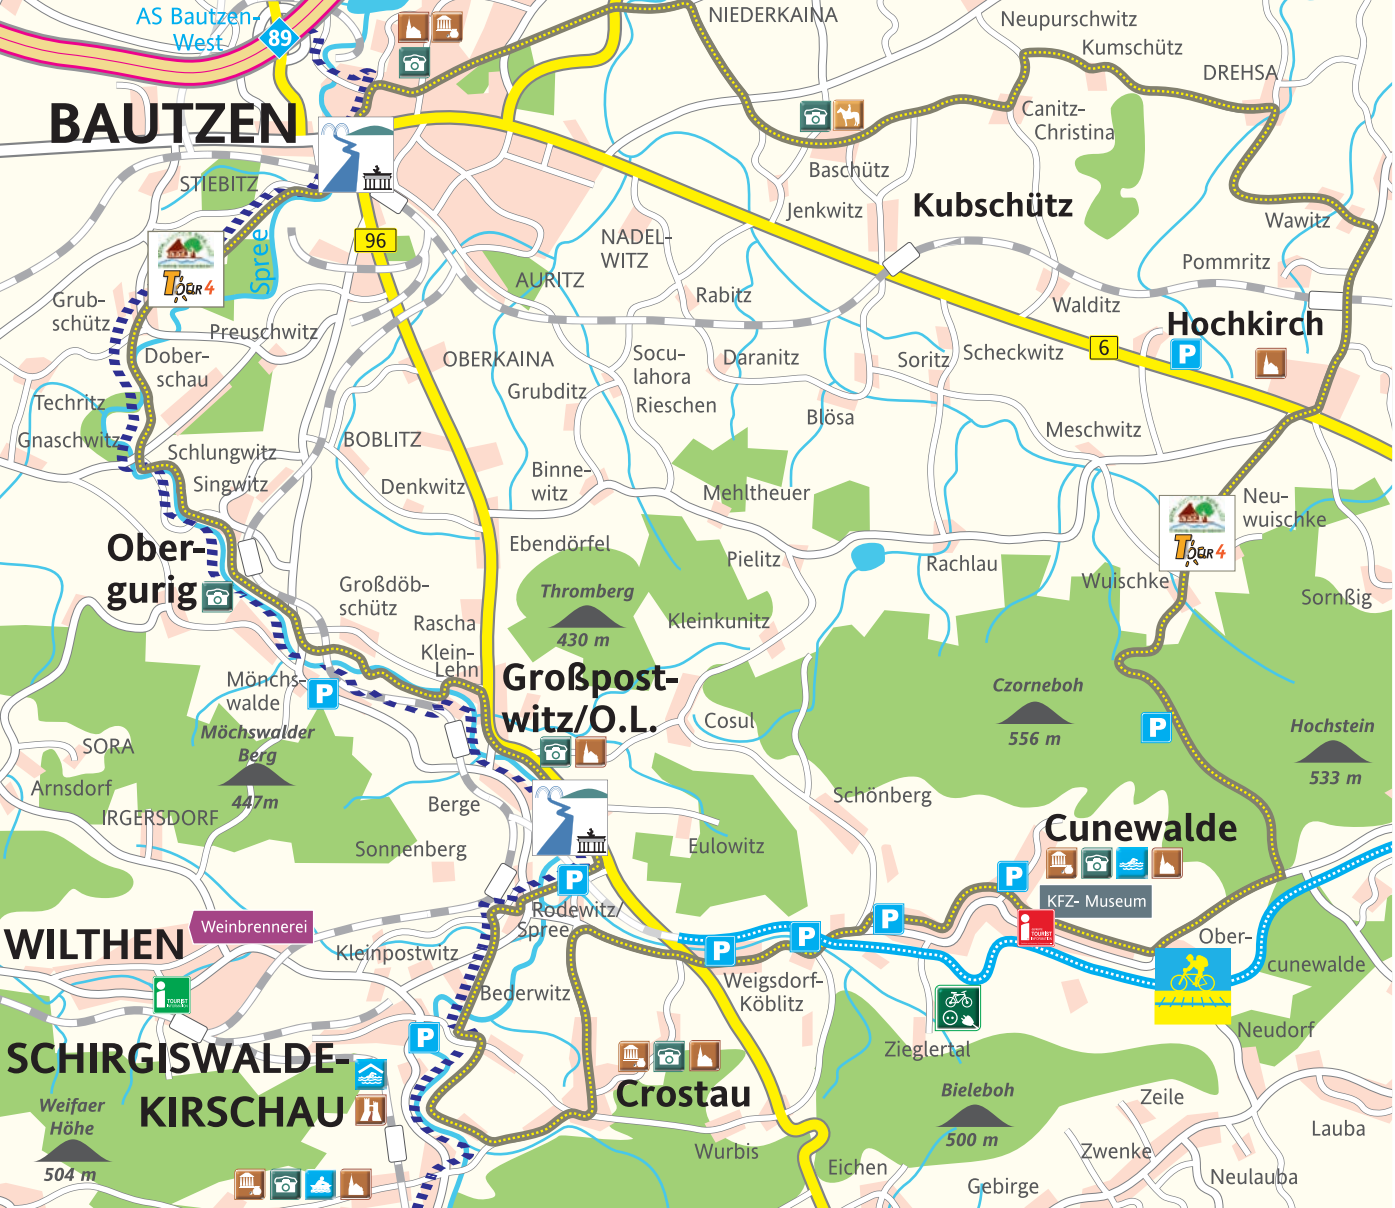 AS Bautzen-
West
89
NIEDERKAINA
Neupurschwitz
Kumschütz
DREHSA
BAUTZEN
Canitz-
Christina
STIEBITZ
Baschütz
Jenkwitz
Kubschütz
Wawitz
96
Spree
NADEL-
WITZ
AURITZ
Pommritz
Tour 4
Grub-
schütz
Rabitz
Walditz
Preuschwitz
Hochkirch
P
6
Dober-
schau
OBERKAINA
Socu-
lahora
Daranitz
Soritz
Scheckwitz
Grubditz
Rieschen
Techritz
Blösa
Gnaschwitz
BOBLITZ
Meschwitz
Schlungwitz
Singwitz
Denkwitz
Binne-
witz
Mehltheuer
Neu-
wuischke
Tour 4
Ober-
gurig
Ebendörfel
Pielitz
Rachlau
Wuischke
Großdöb-
schütz
Thromberg
430 m
Sornßig
Rascha
Kleinkunitz
Klein-
Lehn
Mönchs-
walde
P
Großpost-
witz/O.L.
Czorneboh
556 m
Cosul
P
Hochstein
533 m
Möchswalder
Berg
447m
SORA
Arnsdorf
IRGERSDORF
Berge
Schönberg
Cunewalde
Sonnenberg
Eulowitz
P
P
KFZ- Museum
Rodewitz/
Spree
Weinbrennerei
WILTHEN
Kleinpostwitz
P
P
P
i
TOURIST
Ober-
cunewalde
Weigsdorf-
Köblitz
Bederwitz
i
TOURIST
Neudorf
P
Zieglertal
SCHIRGISWALDE-
KIRSCHAU
Crostau
Bieleboh
500 m
Zeile
Weifaer
Höhe
504 m
Lauba
Wurbis
Zwenke
Eichen
Neulauba
Gebirge